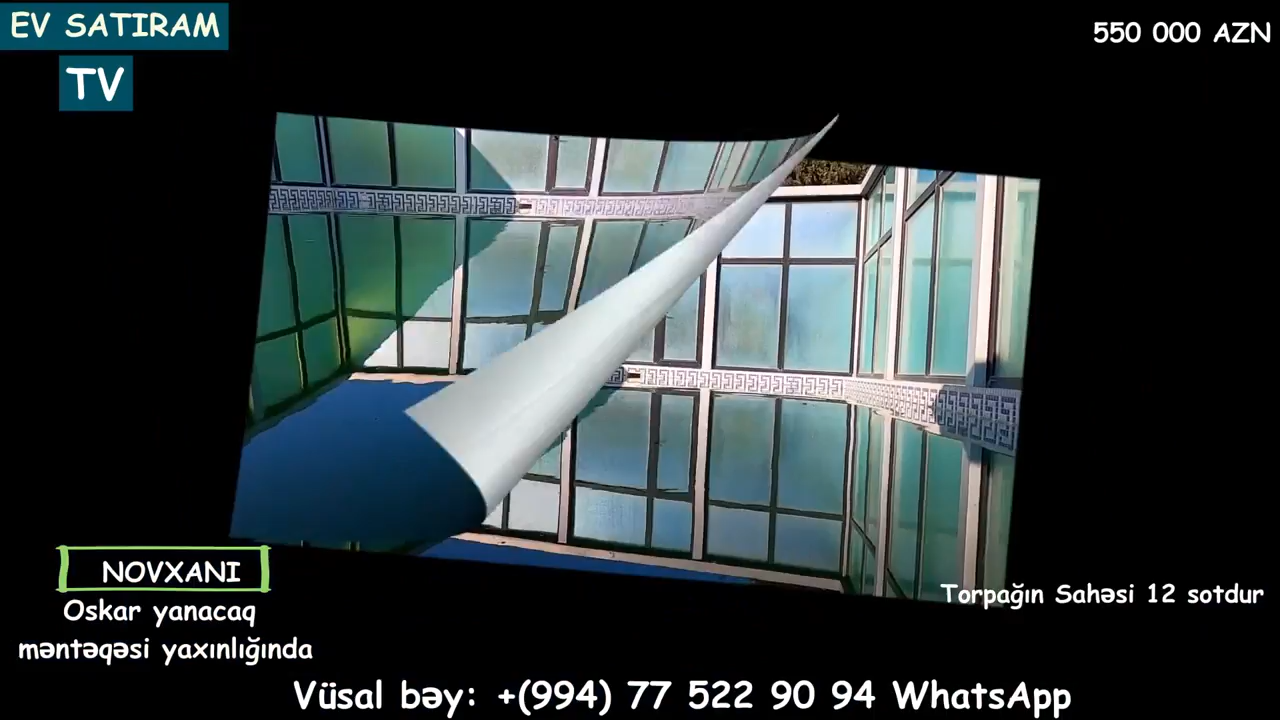 EV SATIRAM
TV
550 000 AZN
NOVXANI
Oskar yanacaq
məntəqəsi yaxınlığında
Torpağın Sahəsi 12 sotdur
Vüsal bəy: +(994) 77 522 90 94 WhatsApp